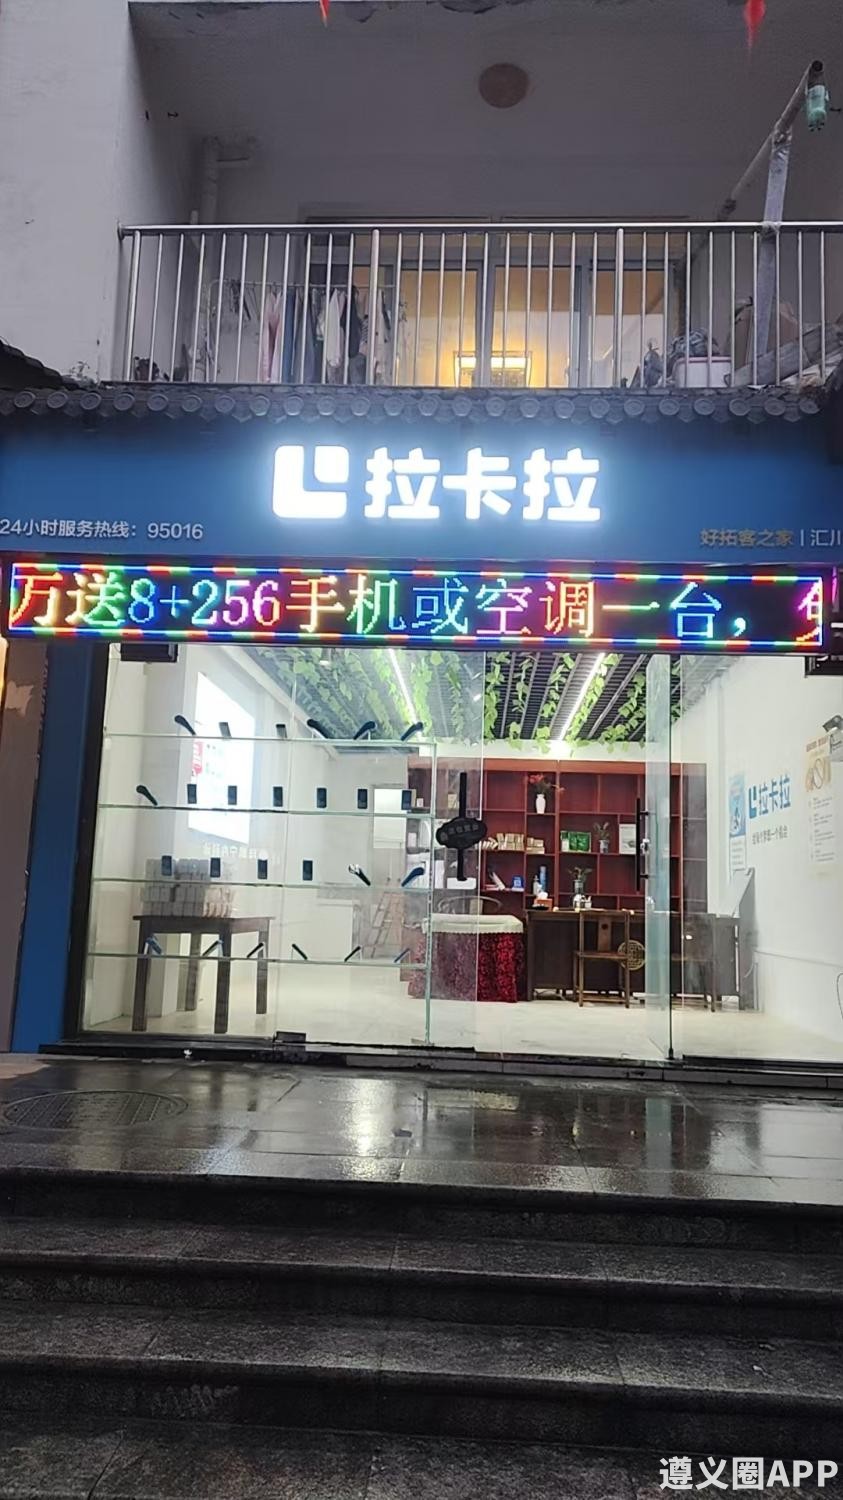 拉卡拉
24小时服务热线：95016
好拓客之家 | 汇川
万送8+256手机或空调一台，
拉卡拉
遵义圈APP